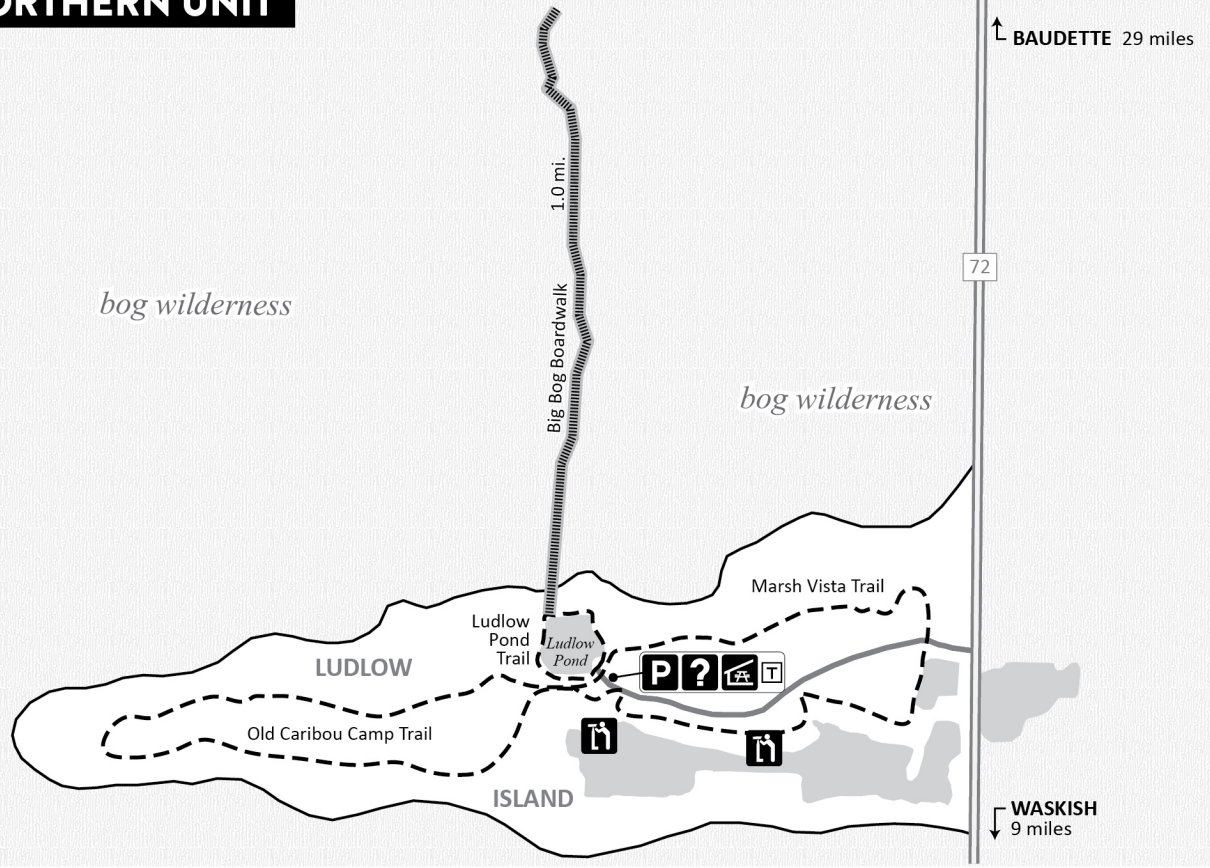 ORTHERN UNIT
BAUDETTE 29 miles
1.0 mi.
72
bog wilderness
Big Bog Boardwalk
bog wilderness
Marsh Vista Trail
Ludlow
Pond
Trail
Ludlow
Pond
LUDLOW
P ? T
Old Caribou Camp Trail
ISLAND
WASKISH
9 miles